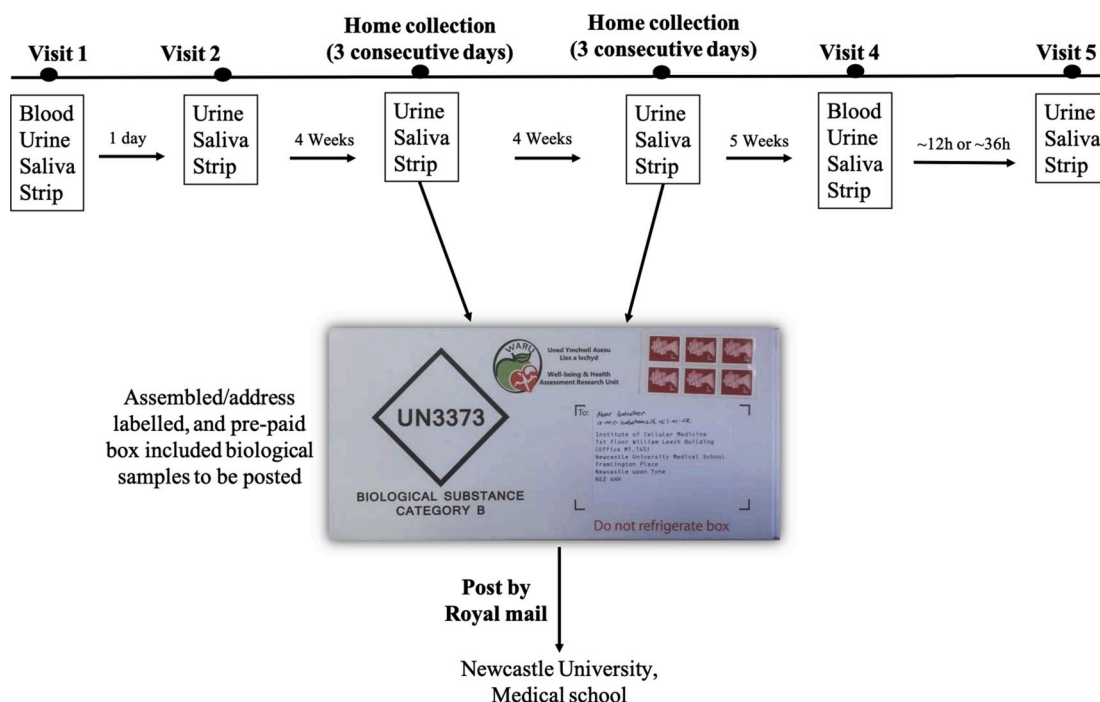 Visit 1
Visit 2
Home collection
(3 consecutive days)
Home collection
(3 consecutive days)
Visit 4
Visit 5
Blood
Urine
Saliva
Strip
1 day
Urine
Saliva
Strip
4 Weeks
Urine
Saliva
Strip
4 Weeks
Urine
Saliva
Strip
5 Weeks
Blood
Urine
Saliva
Strip
~12h or ~36h
Urine
Saliva
Strip
Assembled/address
labelled, and pre-paid
box included biological
samples to be posted
UN3373
BIOLOGICAL SUBSTANCE
CATEGORY B
WARU
Uned Ymchwil Asesu
Lles a Iechyd
Well-being & Health
Assessment Research Unit
To:
Institute of Cellular Medicine
1st Floor William Leech Building
(Office M1.145)
Newcastle University Medical School
Framlington Place
Newcastle upon Tyne
NE2 4HH
Do not refrigerate box
Post by
Royal mail
Newcastle University,
Medical school